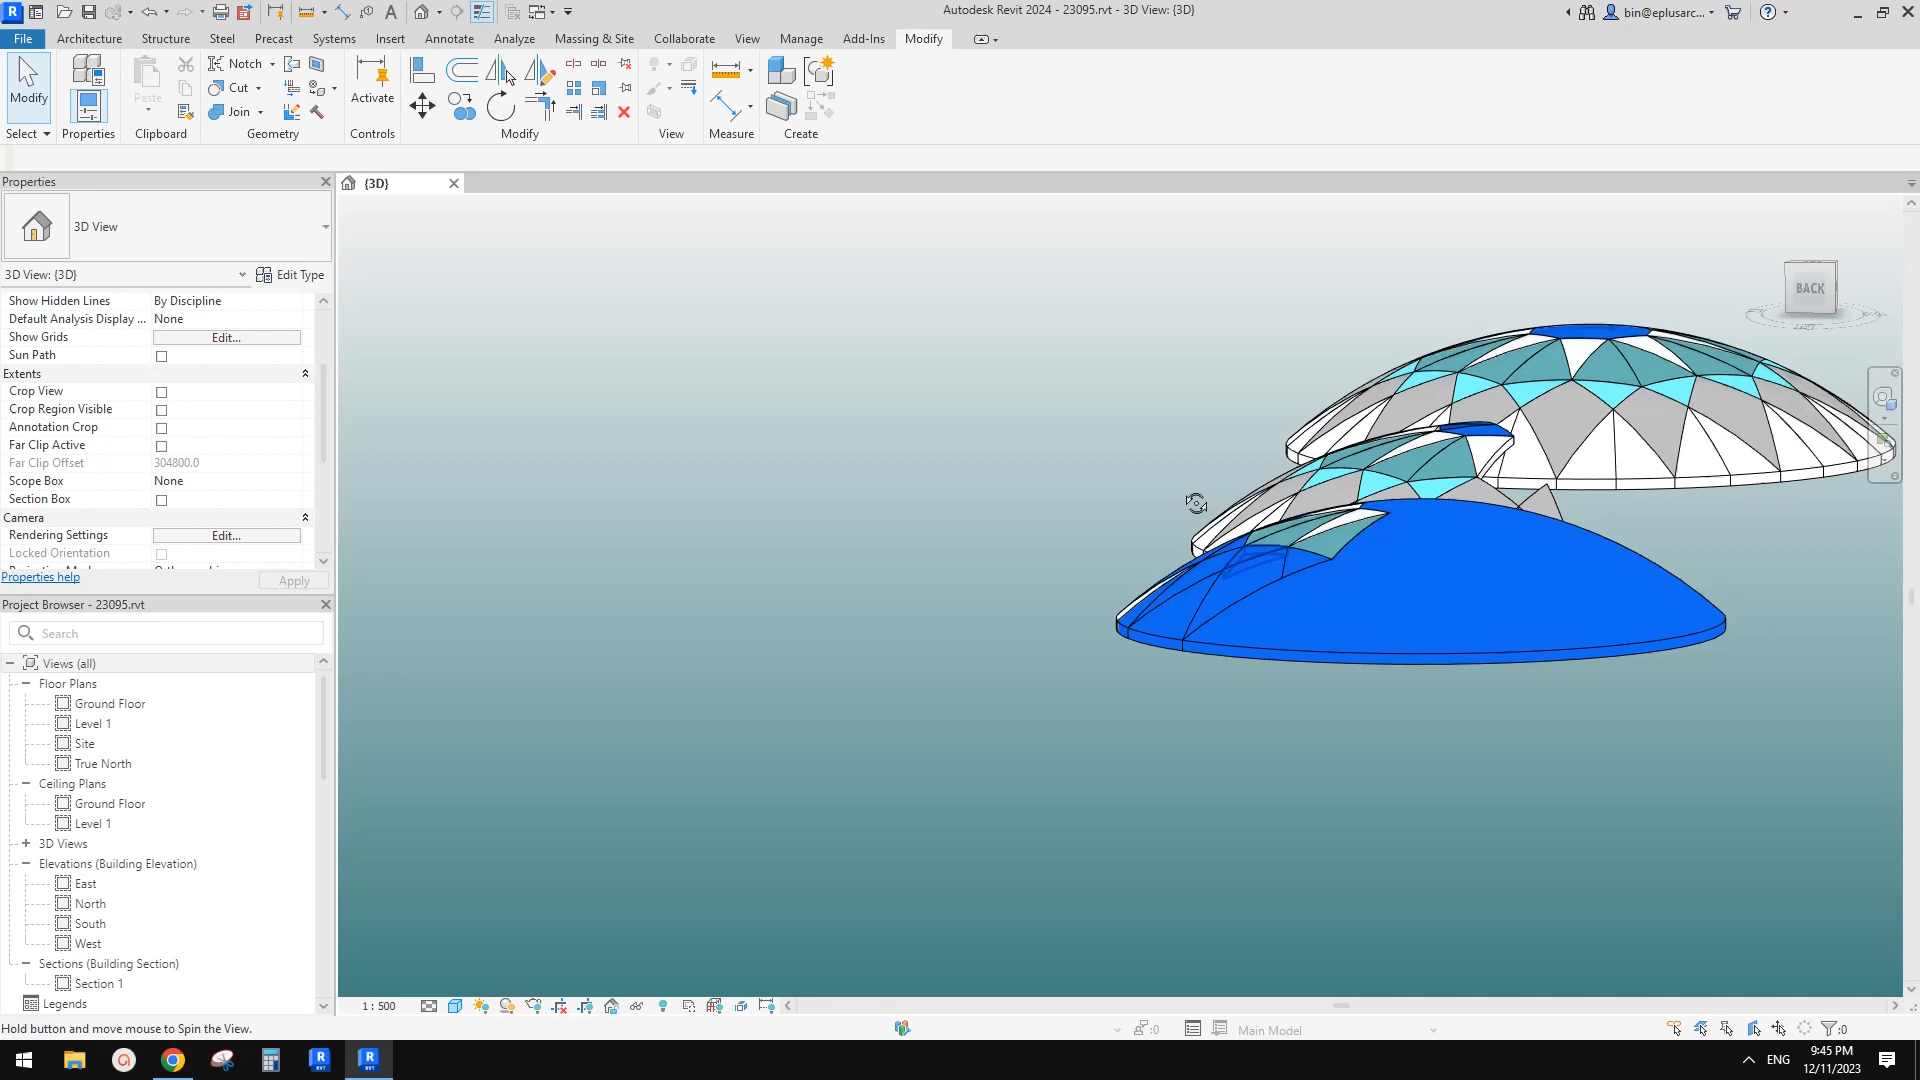 Autodesk Revit 2024 - 23095.rvt - 3D View: {3D}
bin@eplusarc...
File Architecture Structure Steel Precast Systems Insert Annotate Analyze Massing & Site Collaborate View Manage Add-Ins Modify
Modify
Paste
Notch
Cut
Join
Activate
Select Properties Clipboard Geometry Controls Modify View Measure Create
Properties
{3D}
3D View
3D View: {3D}
Edit Type
Show Hidden Lines By Discipline
Default Analysis Display ... None
Show Grids Edit...
Sun Path
Extents
Crop View
Crop Region Visible
Annotation Crop
Far Clip Active
Far Clip Offset 304800.0
Scope Box None
Section Box
Camera
Rendering Settings Edit...
Locked Orientation
Properties help
Apply
BACK
Project Browser - 23095.rvt
Search
Views (all)
Floor Plans
Ground Floor
Level 1
Site
True North
Ceiling Plans
Ground Floor
Level 1
3D Views
Elevations (Building Elevation)
East
North
South
West
Sections (Building Section)
Section 1
Legends
1 : 500
Hold button and move mouse to Spin the View.
:0
Main Model
:0
ENG
9:45 PM
12/11/2023